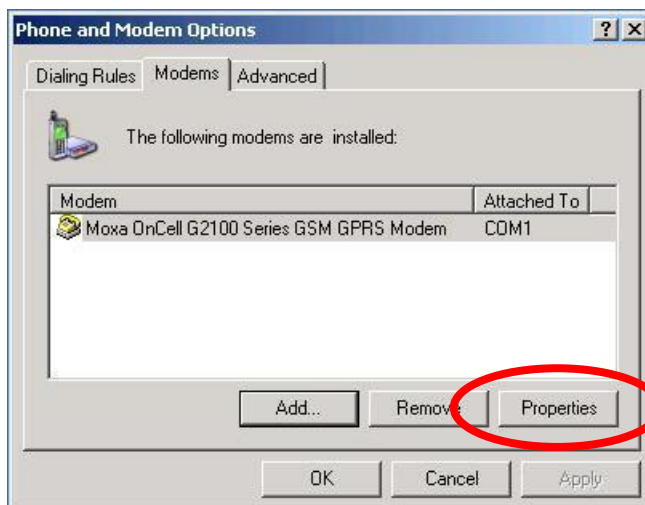 Phone and Modem Options ? X
Dialing Rules Modems Advanced
The following modems are installed:
Modem Attached To
Moxa OnCell G2100 Series GSM GPRS Modem COM1
Add... Remove Properties
OK Cancel Apply